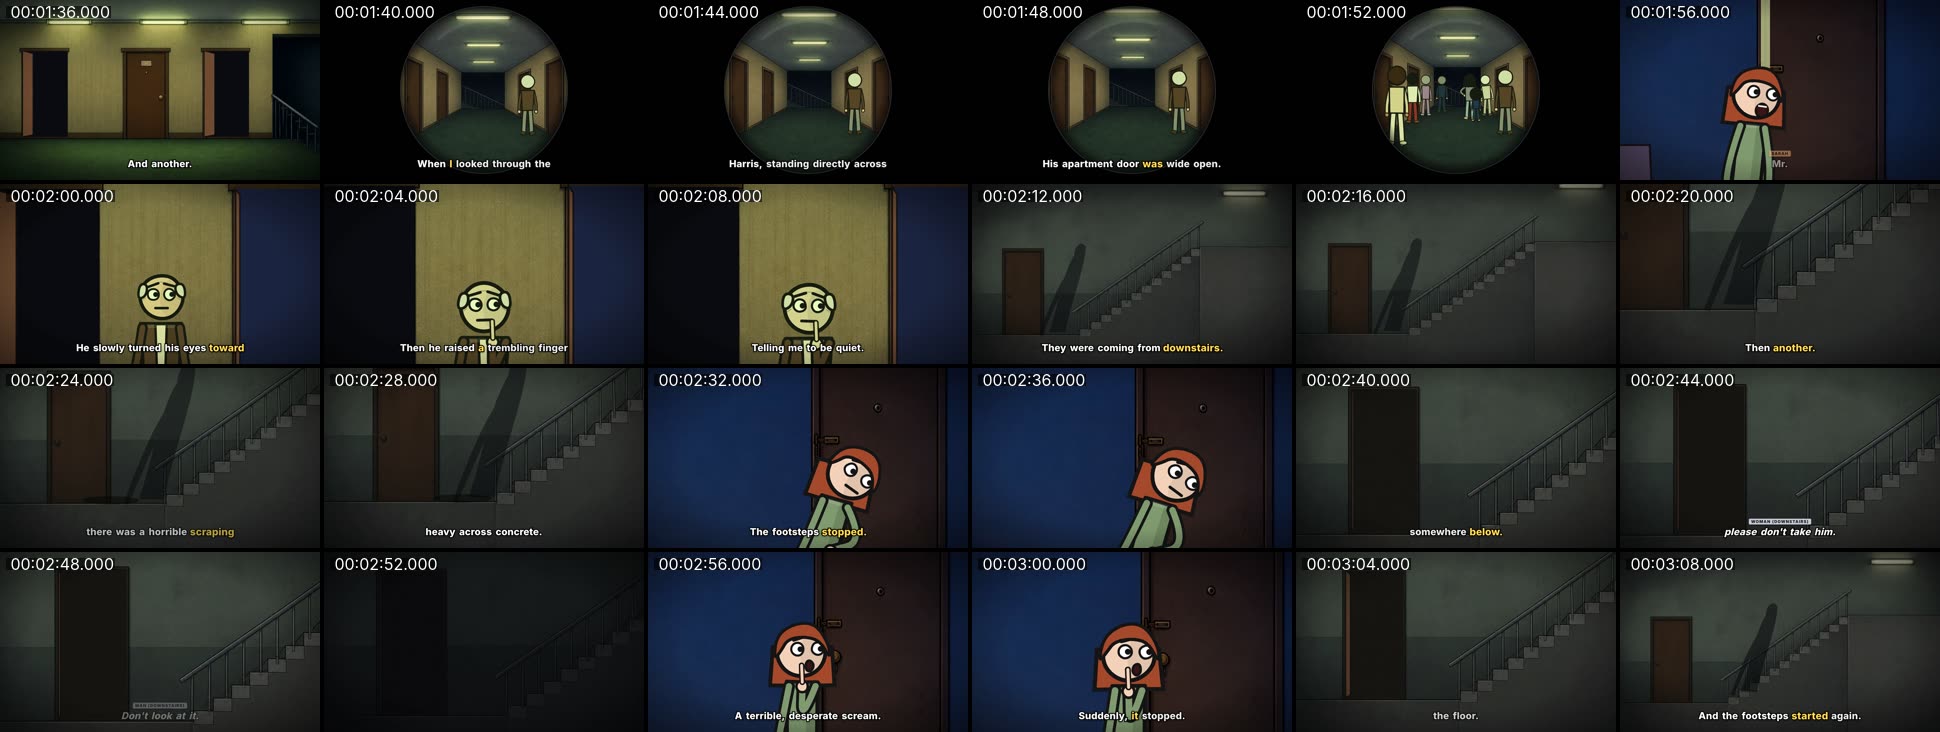 00:01:36.000
And another.
00:01:40.000
When I looked through the
00:01:44.000
Harris, standing directly across
00:01:48.000
His apartment door was wide open.
00:01:52.000
00:01:56.000
SARAH
Mr.
00:02:00.000
He slowly turned his eyes toward
00:02:04.000
Then he raised a trembling finger
00:02:08.000
Telling me to be quiet.
00:02:12.000
They were coming from downstairs.
00:02:16.000
00:02:20.000
Then another.
00:02:24.000
there was a horrible scraping
00:02:28.000
heavy across concrete.
00:02:32.000
The footsteps stopped.
00:02:36.000
00:02:40.000
somewhere below.
00:02:44.000
WOMAN (DOWNSTAIRS)
please don't take him.
00:02:48.000
MAN (DOWNSTAIRS)
Don't look at it.
00:02:52.000
00:02:56.000
A terrible, desperate scream.
00:03:00.000
Suddenly, it stopped.
00:03:04.000
the floor.
00:03:08.000
And the footsteps started again.